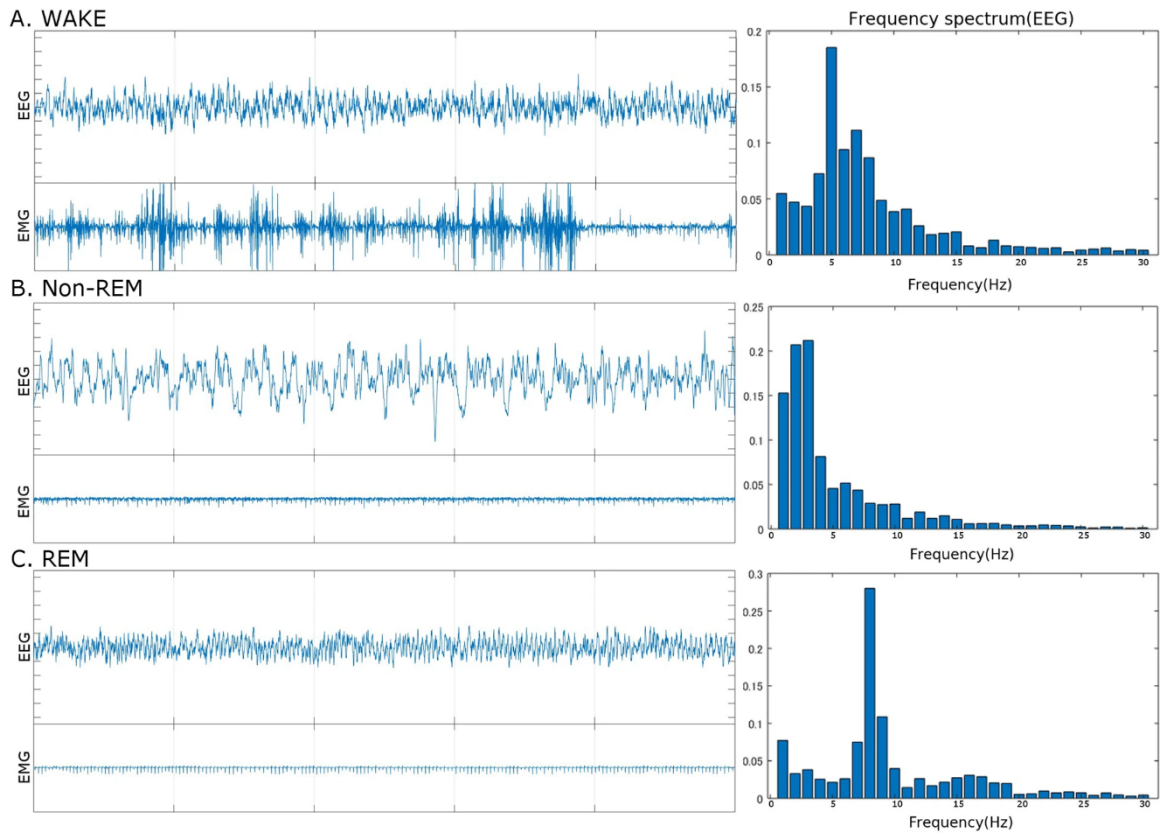 A. WAKE
Frequency spectrum(EEG)
EEG
EMG
0.2
0.15
0.1
0.05
0
0 5 10 15 20 25 30
Frequency(Hz)
B. Non-REM
EEG
EMG
0.25
0.2
0.15
0.1
0.05
0
0 5 10 15 20 25 30
Frequency(Hz)
C. REM
EEG
EMG
0.3
0.25
0.2
0.15
0.1
0.05
0
0 5 10 15 20 25 30
Frequency(Hz)